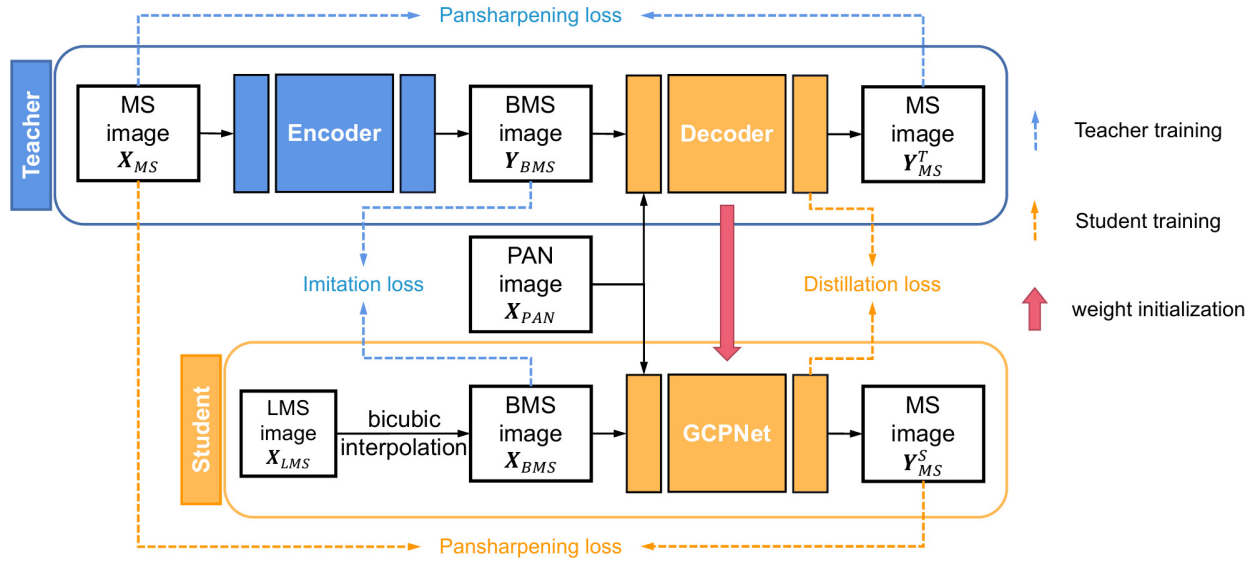 Pansharpening loss
Teacher
MS
image
X_MS
Encoder
BMS
image
Y_BMS
Decoder
MS
image
Y^T_MS
Teacher training
Student training
weight initialization
Imitation loss
PAN
image
X_PAN
Distillation loss
Student
LMS
image
X_LMS
bicubic
interpolation
BMS
image
X_BMS
GCPNet
MS
image
Y^S_MS
Pansharpening loss